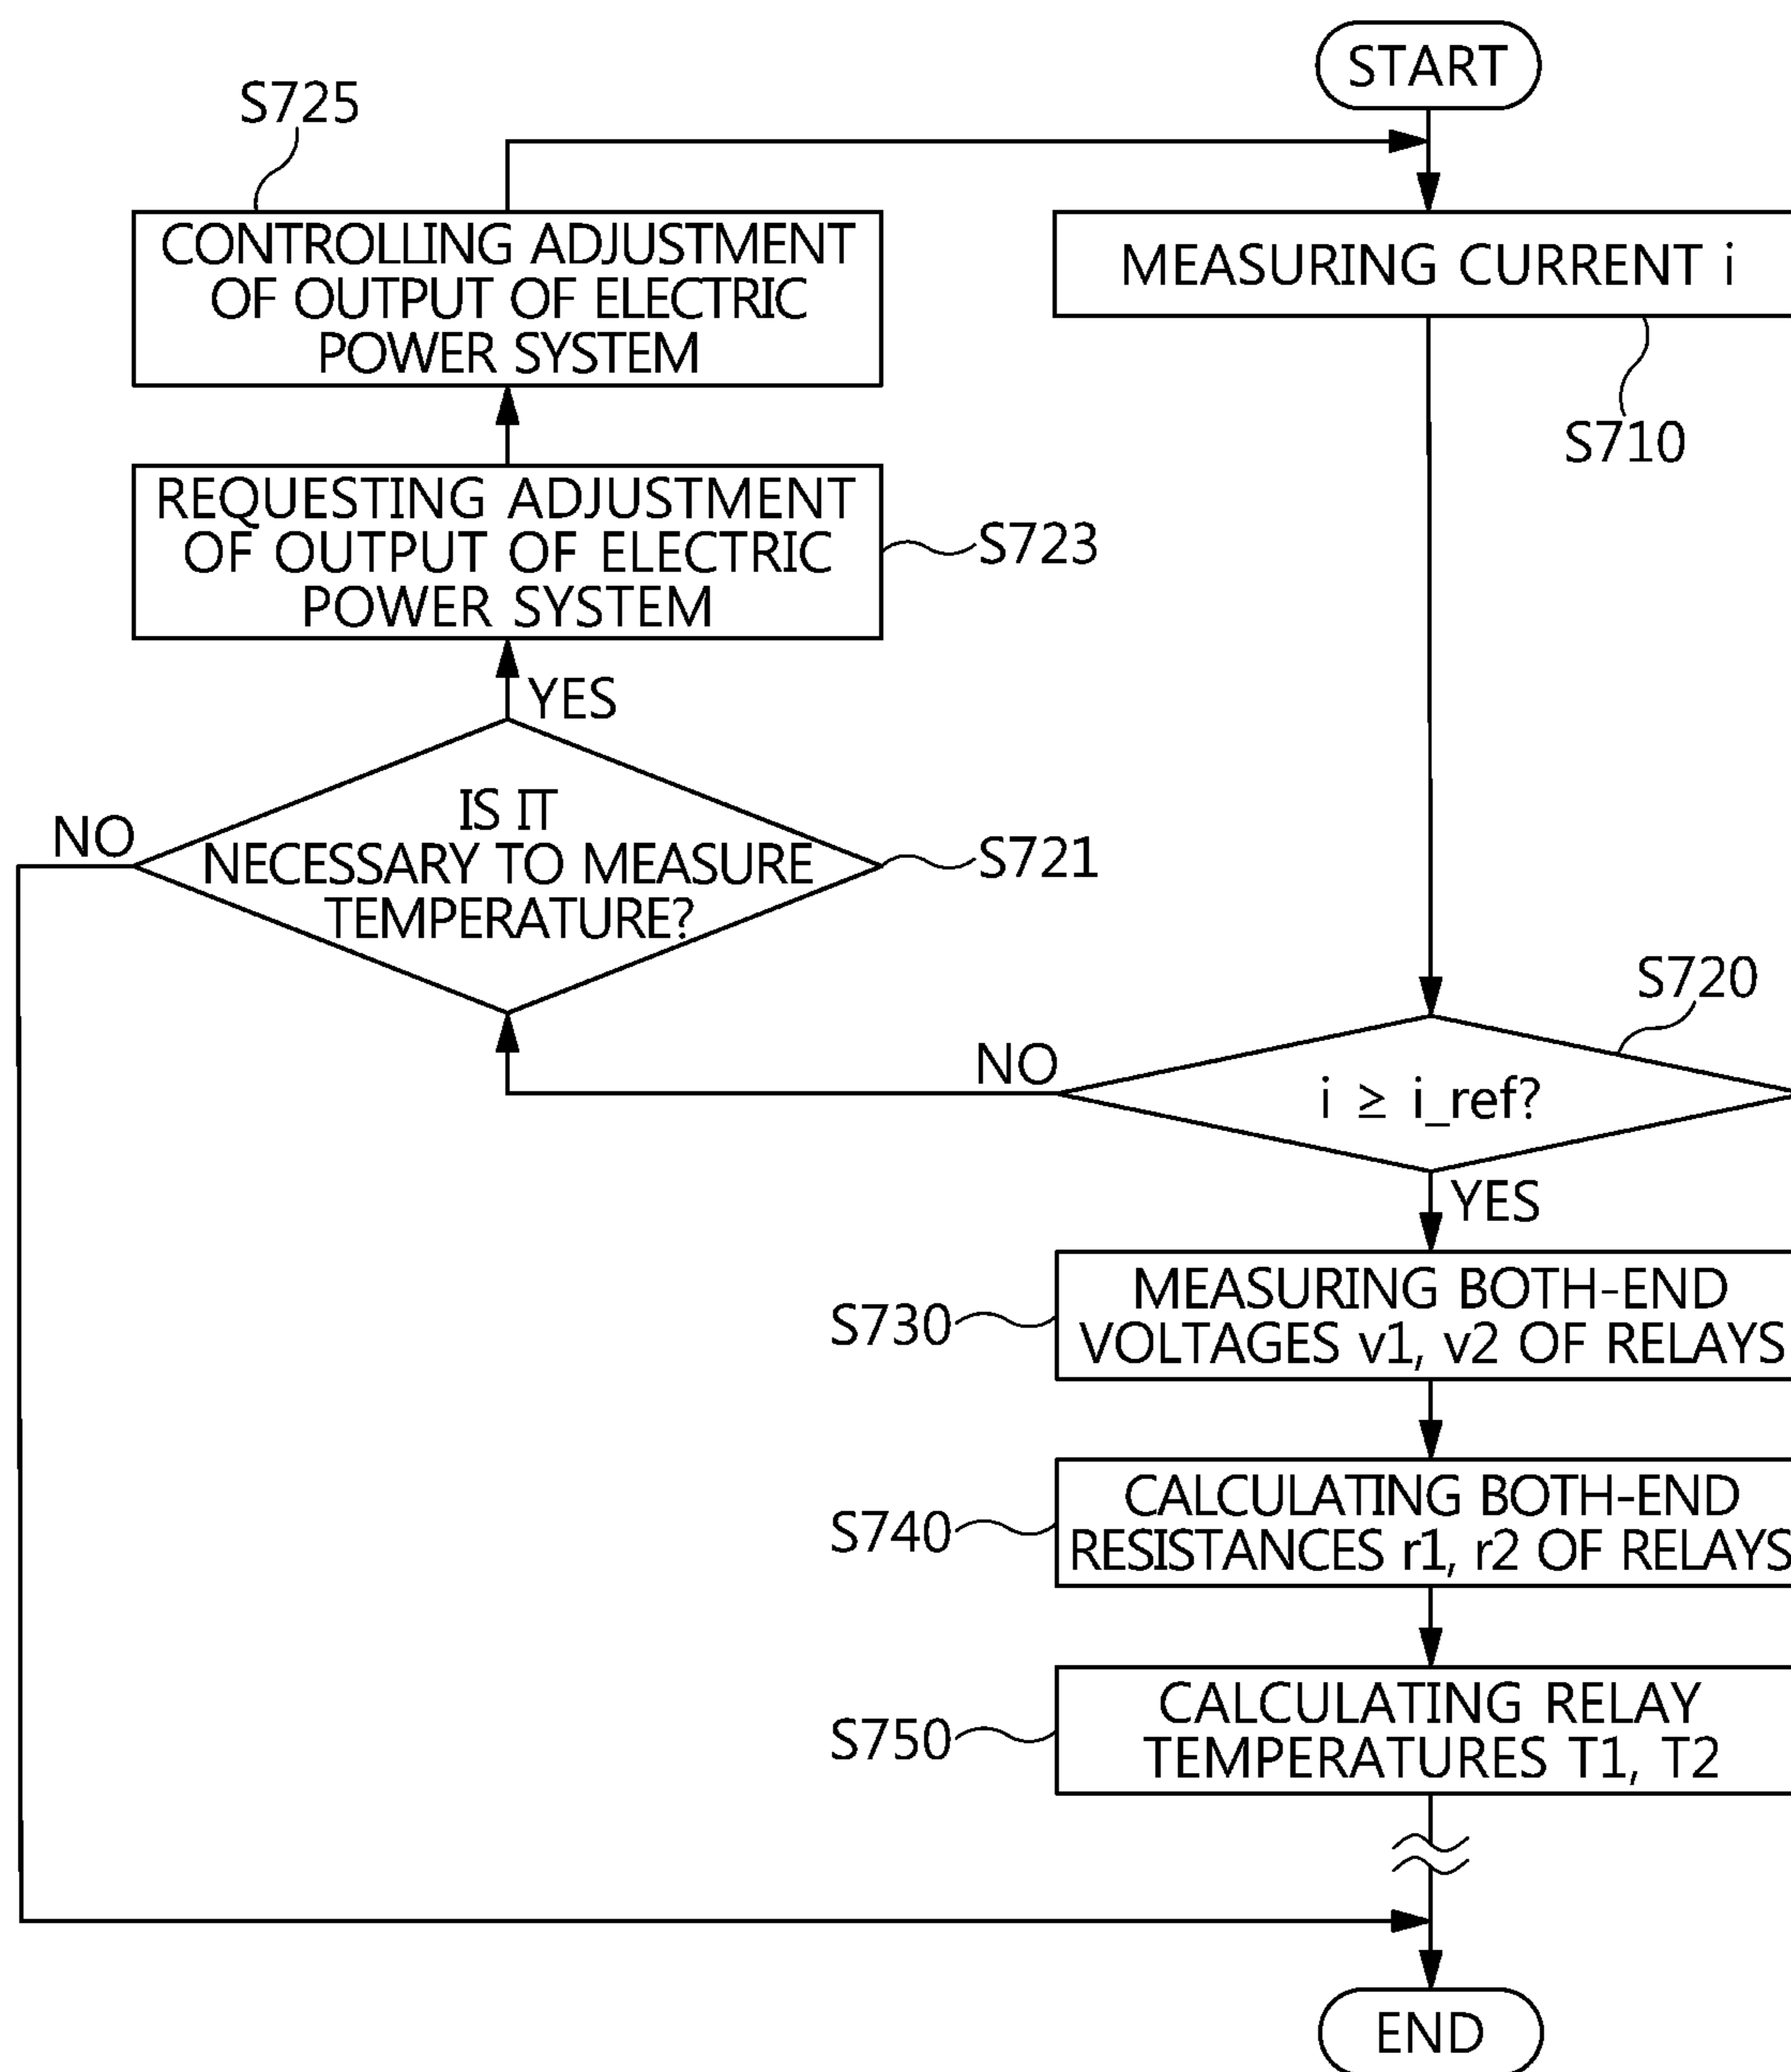 START
S725
CONTROLLING ADJUSTMENT
OF OUTPUT OF ELECTRIC
POWER SYSTEM
MEASURING CURRENT i
S710
REQUESTING ADJUSTMENT
OF OUTPUT OF ELECTRIC
POWER SYSTEM
S723
YES
IS IT
NECESSARY TO MEASURE
TEMPERATURE?
NO
S721
S720
NO
i ≥ i_ref?
YES
MEASURING BOTH-END
VOLTAGES v1, v2 OF RELAYS
S730
CALCULATING BOTH-END
RESISTANCES r1, r2 OF RELAYS
S740
CALCULATING RELAY
TEMPERATURES T1, T2
S750
END